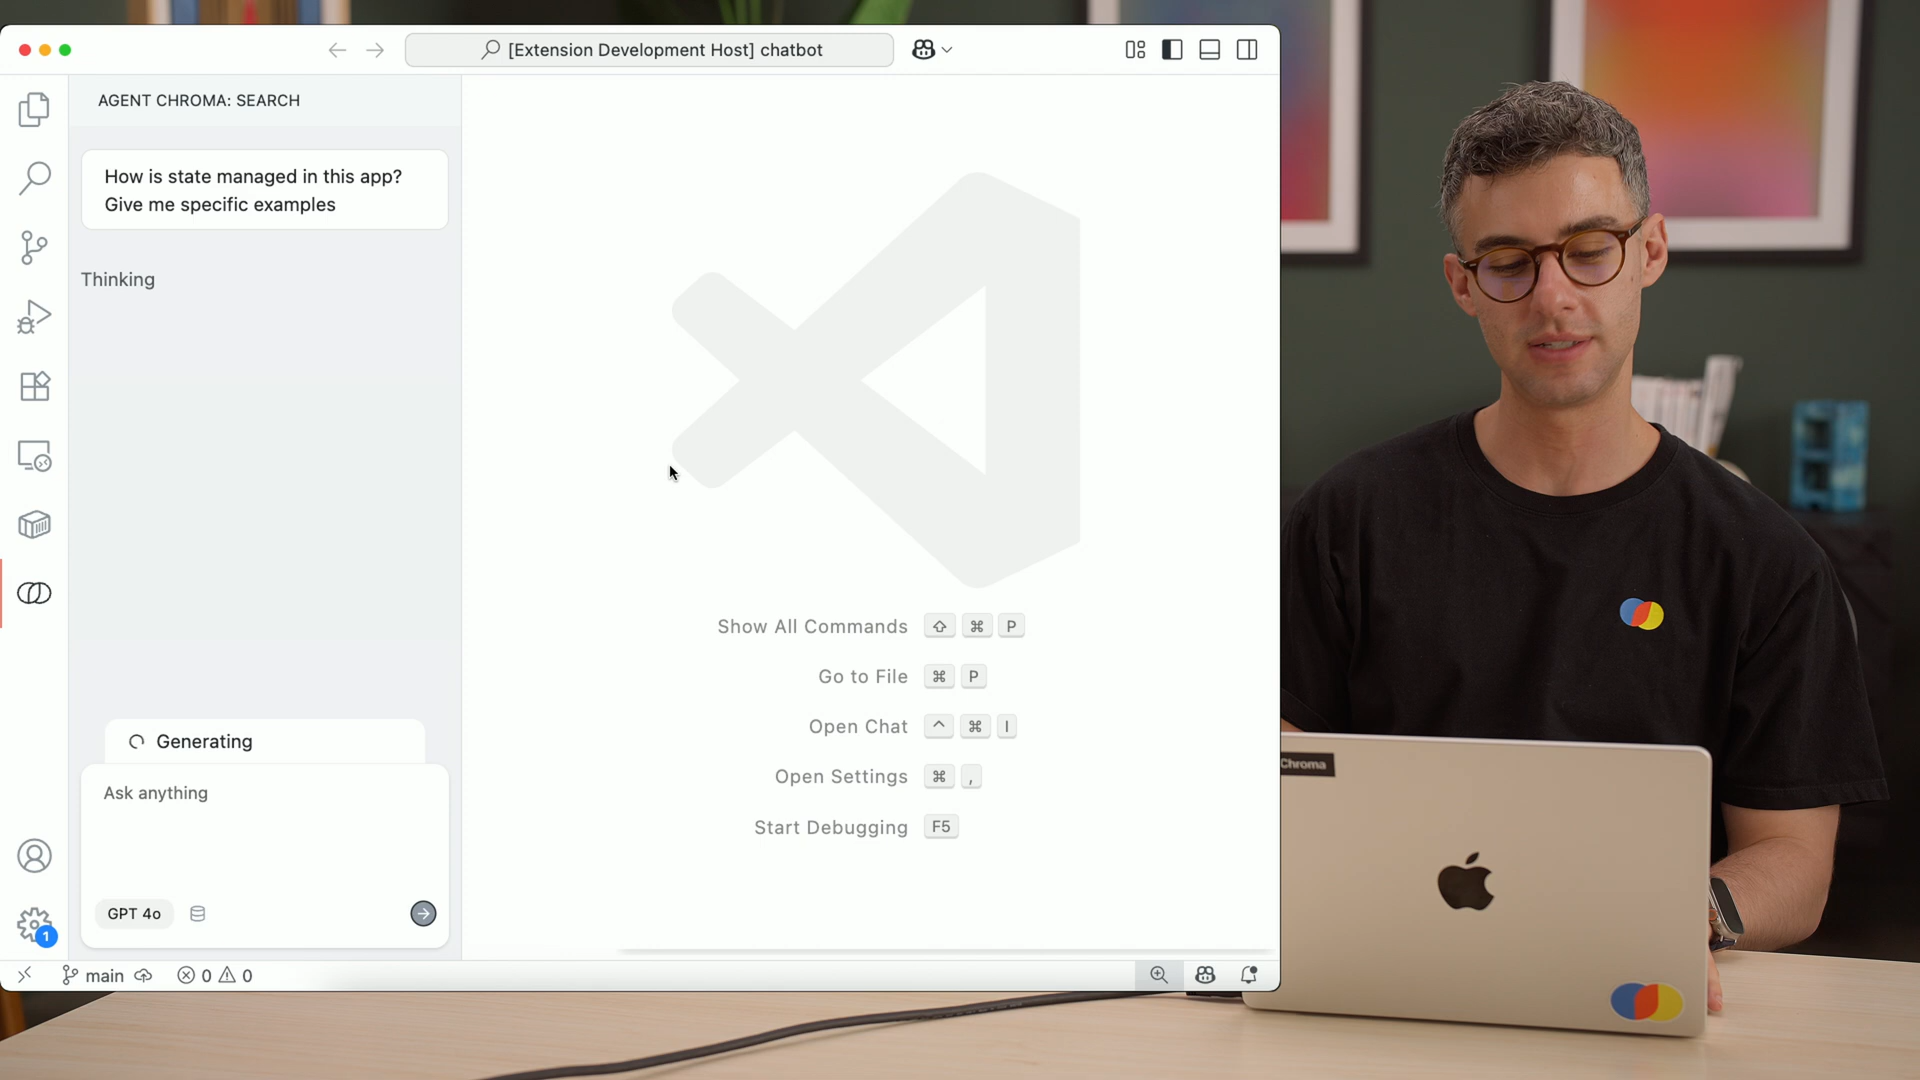 [Extension Development Host] chatbot
AGENT CHROMA: SEARCH
How is state managed in this app?
Give me specific examples
Thinking
Show All Commands ⇧ ⌘ P
Go to File ⌘ P
Open Chat ^ ⌘ I
Open Settings ⌘ ,
Start Debugging F5
Generating
Ask anything
GPT 4o
1
main 0 0
Chroma